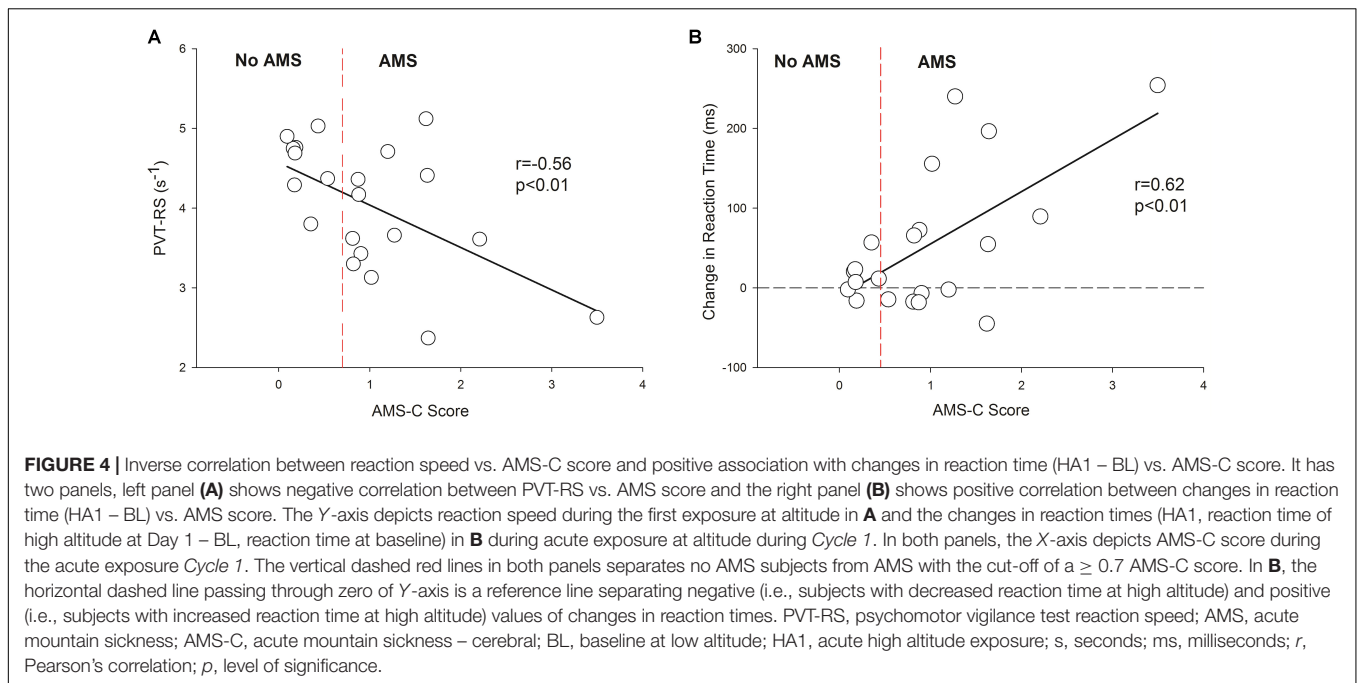 A
No AMS
AMS
6
5
4
3
2
PVT-RS (s-1)
r=-0.56
p<0.01
0
1
2
3
4
AMS-C Score
B
No AMS
AMS
300
200
100
0
-100
Change in Reaction Time (ms)
r=0.62
p<0.01
0
1
2
3
4
AMS-C Score
FIGURE 4 | Inverse correlation between reaction speed vs. AMS-C score and positive association with changes in reaction time (HA1 – BL) vs. AMS-C score. It has
two panels, left panel (A) shows negative correlation between PVT-RS vs. AMS score and the right panel (B) shows positive correlation between changes in reaction
time (HA1 – BL) vs. AMS score. The Y-axis depicts reaction speed during the first exposure at altitude in A and the changes in reaction times (HA1, reaction time of
high altitude at Day 1 – BL, reaction time at baseline) in B during acute exposure at altitude during Cycle 1. In both panels, the X-axis depicts AMS-C score during
the acute exposure Cycle 1. The vertical dashed red lines in both panels separates no AMS subjects from AMS with the cut-off of a ≥ 0.7 AMS-C score. In B, the
horizontal dashed line passing through zero of Y-axis is a reference line separating negative (i.e., subjects with decreased reaction time at high altitude) and positive
(i.e., subjects with increased reaction time at high altitude) values of changes in reaction times. PVT-RS, psychomotor vigilance test reaction speed; AMS, acute
mountain sickness; AMS-C, acute mountain sickness – cerebral; BL, baseline at low altitude; HA1, acute high altitude exposure; s, seconds; ms, milliseconds; r,
Pearson's correlation; p, level of significance.